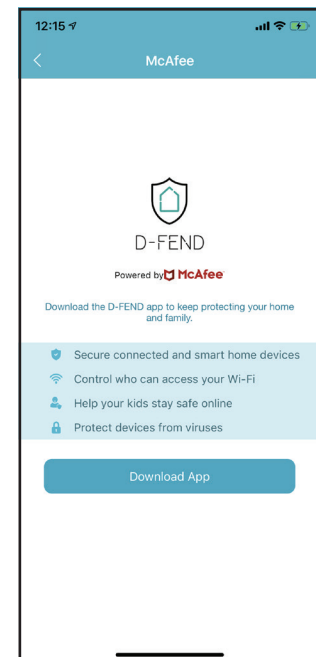 12:15
McAfee
D-FEND
Powered by McAfee
Download the D-FEND app to keep protecting your home
and family.
Secure connected and smart home devices
Control who can access your Wi-Fi
Help your kids stay safe online
Protect devices from viruses
Download App